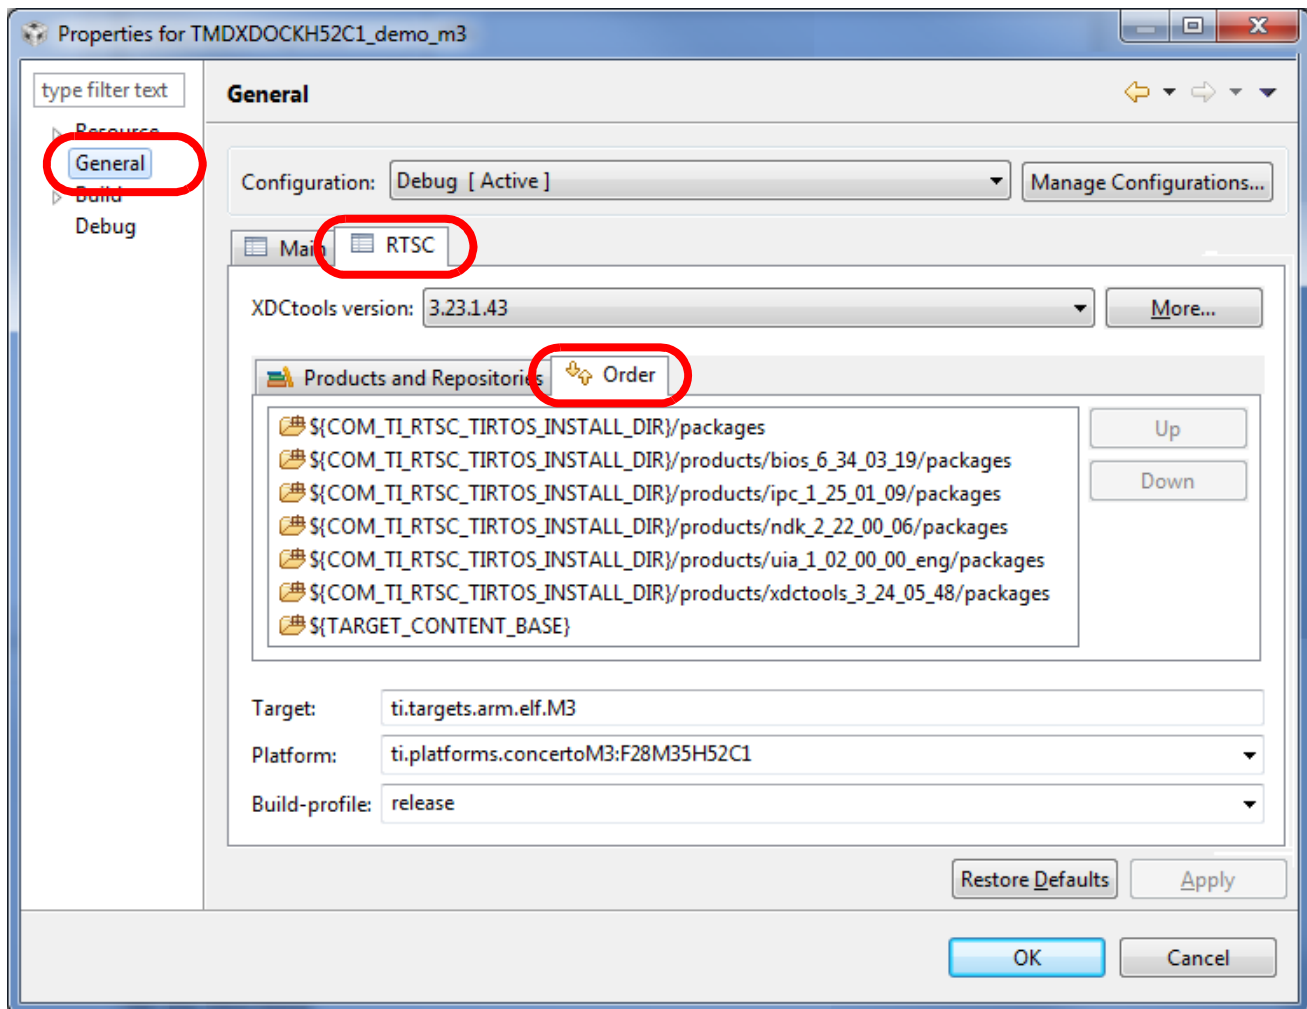 Properties for TMDXDOCKH52C1_demo_m3
type filter text
General
Resource
General
Build
Debug
Configuration: Debug [ Active ] Manage Configurations...
Main RTSC
XDCtools version: 3.23.1.43 More...
Products and Repositories Order
${COM_TI_RTSC_TIRTOS_INSTALL_DIR}/packages
${COM_TI_RTSC_TIRTOS_INSTALL_DIR}/products/bios_6_34_03_19/packages
${COM_TI_RTSC_TIRTOS_INSTALL_DIR}/products/ipc_1_25_01_09/packages
${COM_TI_RTSC_TIRTOS_INSTALL_DIR}/products/ndk_2_22_00_06/packages
${COM_TI_RTSC_TIRTOS_INSTALL_DIR}/products/uia_1_02_00_00_eng/packages
${COM_TI_RTSC_TIRTOS_INSTALL_DIR}/products/xdctools_3_24_05_48/packages
${TARGET_CONTENT_BASE}
Up
Down
Target: ti.targets.arm.elf.M3
Platform: ti.platforms.concertoM3:F28M35H52C1
Build-profile: release
Restore Defaults Apply
OK Cancel